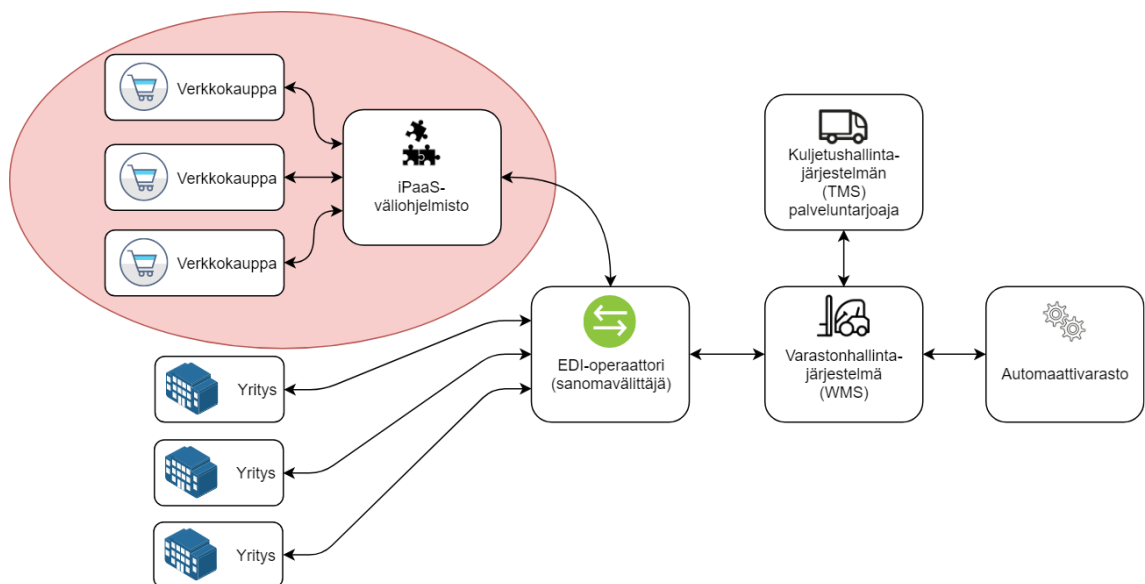 Verkkokauppa
Verkkokauppa
Verkkokauppa
iPaaS-
väliohjelmisto
Kuljetushallinta-
järjestelmän
(TMS)
palveluntarjoaja
EDI-operaattori
(sanomavälittäjä)
Varastonhallinta-
järjestelmä
(WMS)
Automaattivarasto
Yritys
Yritys
Yritys